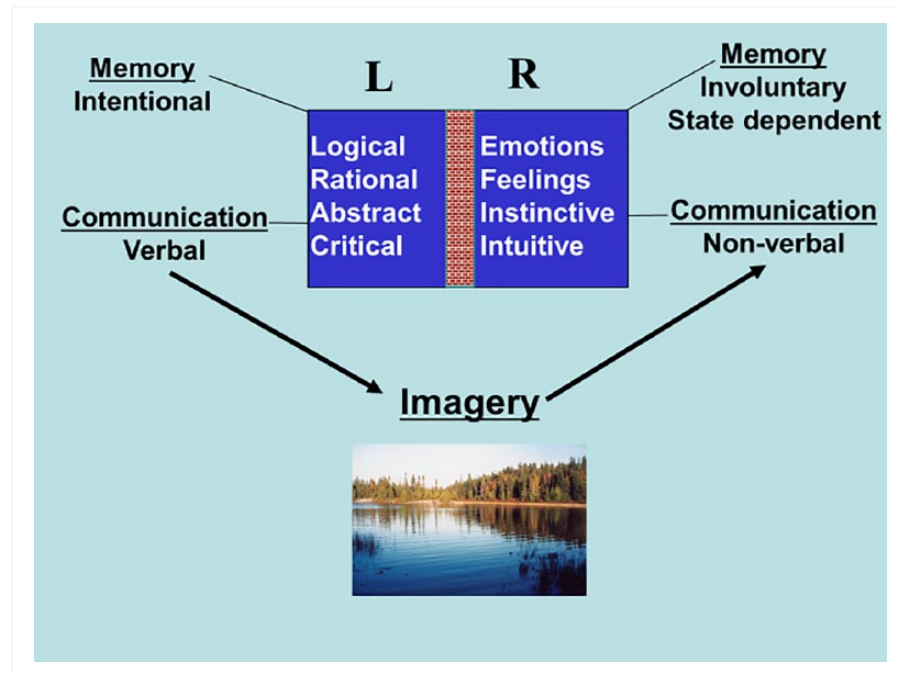 L
R
Memory
Intentional
Memory
Involuntary
State dependent
Logical
Rational
Abstract
Critical
Emotions
Feelings
Instinctive
Intuitive
Communication
Verbal
Communication
Non-verbal
Imagery